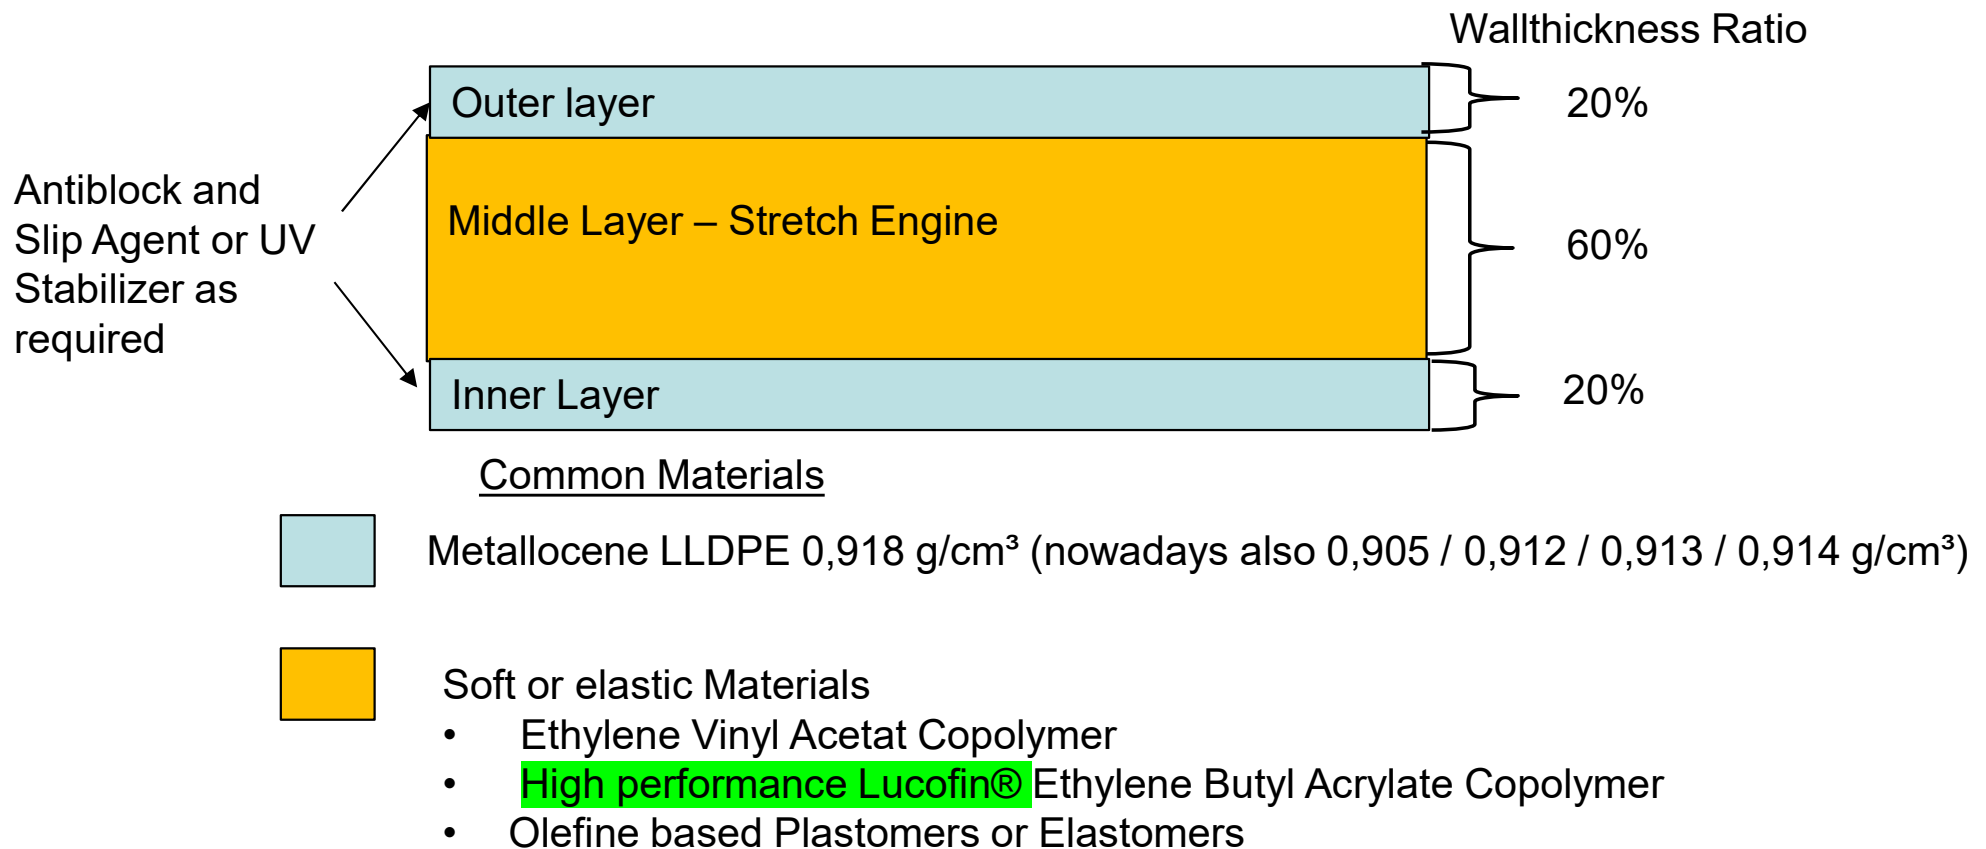 Wallthickness Ratio
Outer layer
20%
Antiblock and
Slip Agent or UV
Stabilizer as
required
Middle Layer – Stretch Engine
60%
Inner Layer
20%
Common Materials
Metallocene LLDPE 0,918 g/cm³ (nowadays also 0,905 / 0,912 / 0,913 / 0,914 g/cm³)
Soft or elastic Materials
• Ethylene Vinyl Acetat Copolymer
• High performance Lucofin® Ethylene Butyl Acrylate Copolymer
• Olefine based Plastomers or Elastomers